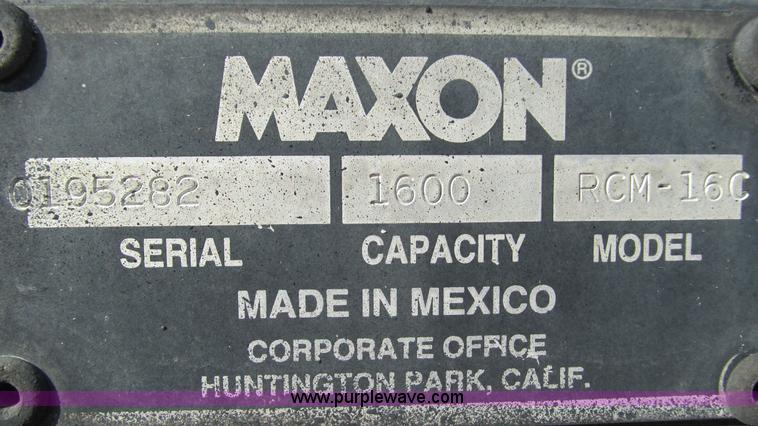 MAXON®
0195282 1600 RCM-16C
SERIAL CAPACITY MODEL
MADE IN MEXICO
CORPORATE OFFICE
HUNTINGTON PARK, CALIF.
www.purplewave.com